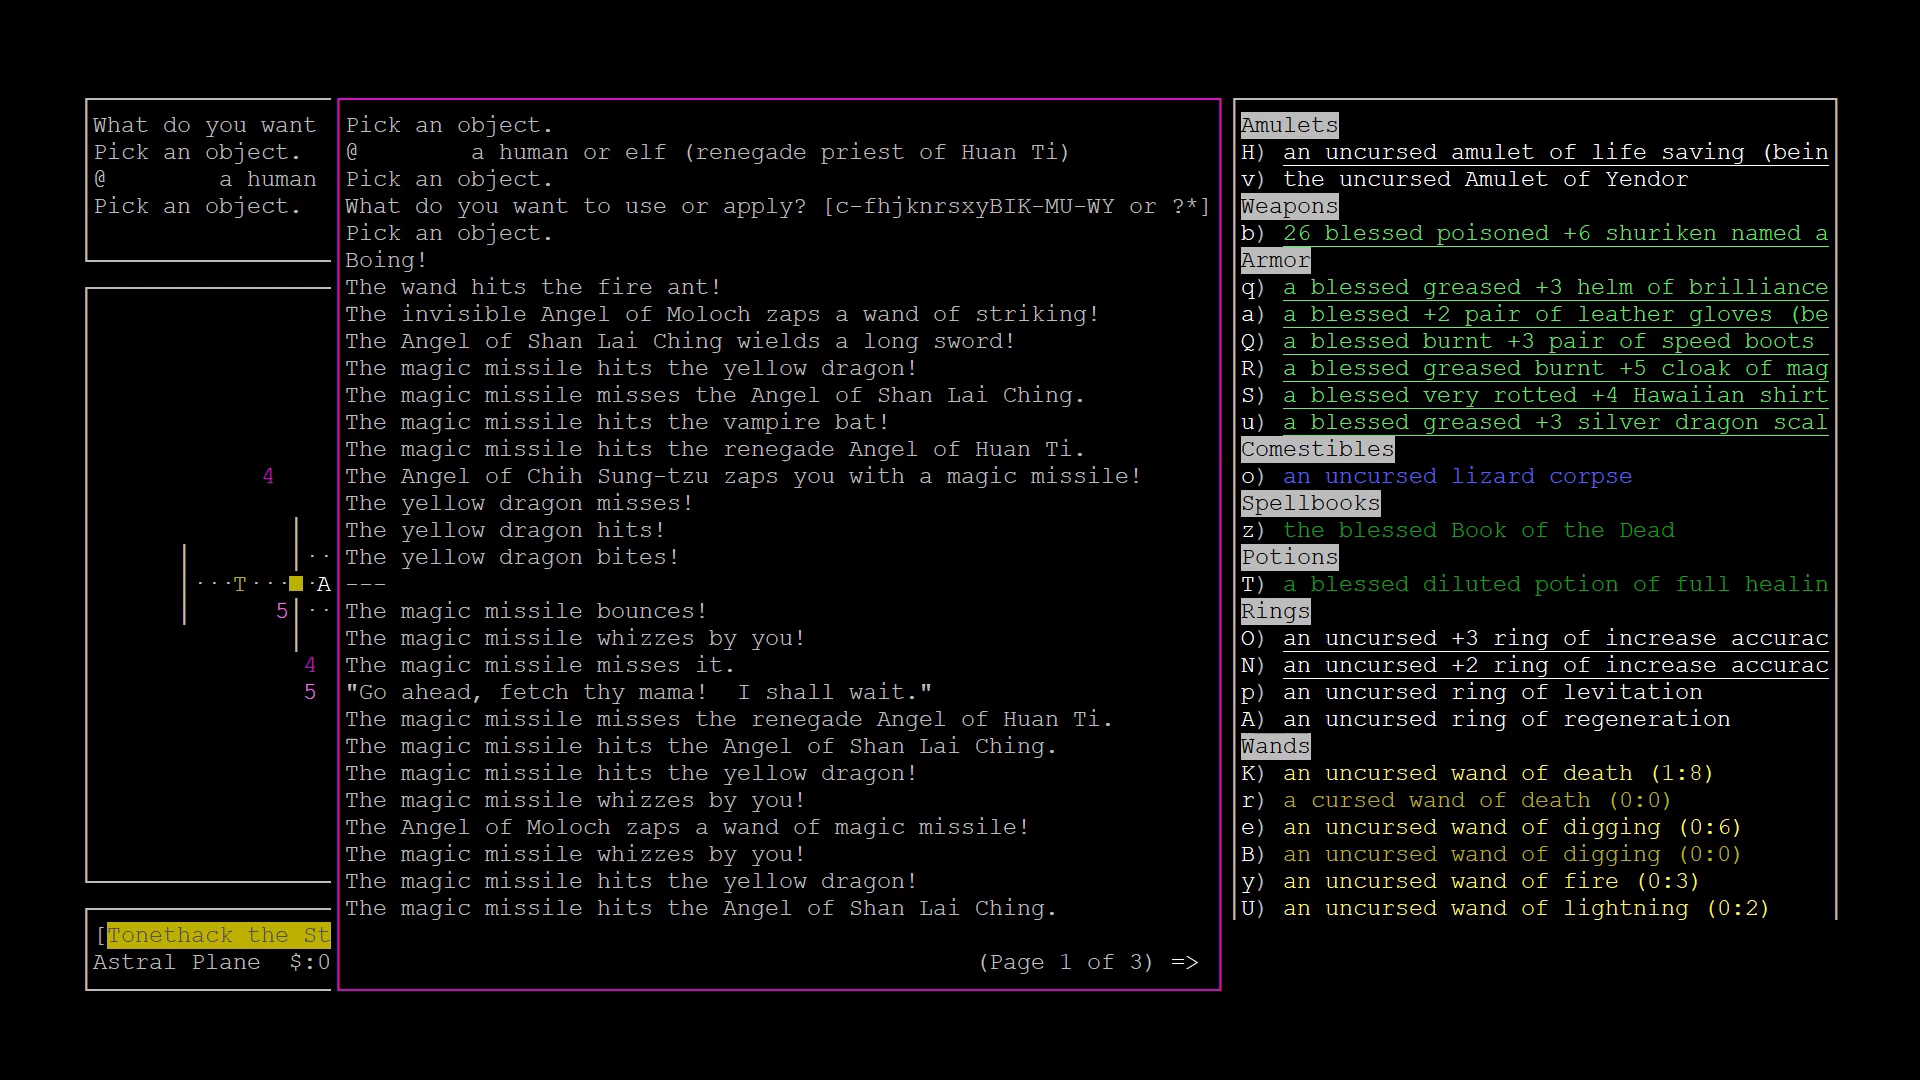 What do you want
Pick an object.
@        a human
Pick an object.
4
··
···T···  ·A
5 ··
4
5
[Tonethack the St
Astral Plane  $:0
Pick an object.
@        a human or elf (renegade priest of Huan Ti)
Pick an object.
What do you want to use or apply? [c-fhjknrsxyBIK-MU-WY or ?*]
Pick an object.
Boing!
The wand hits the fire ant!
The invisible Angel of Moloch zaps a wand of striking!
The Angel of Shan Lai Ching wields a long sword!
The magic missile hits the yellow dragon!
The magic missile misses the Angel of Shan Lai Ching.
The magic missile hits the vampire bat!
The magic missile hits the renegade Angel of Huan Ti.
The Angel of Chih Sung-tzu zaps you with a magic missile!
The yellow dragon misses!
The yellow dragon hits!
The yellow dragon bites!
---
The magic missile bounces!
The magic missile whizzes by you!
The magic missile misses it.
"Go ahead, fetch thy mama!  I shall wait."
The magic missile misses the renegade Angel of Huan Ti.
The magic missile hits the Angel of Shan Lai Ching.
The magic missile hits the yellow dragon!
The magic missile whizzes by you!
The Angel of Moloch zaps a wand of magic missile!
The magic missile whizzes by you!
The magic missile hits the yellow dragon!
The magic missile hits the Angel of Shan Lai Ching.
(Page 1 of 3) =>
Amulets
H) an uncursed amulet of life saving (bein
v) the uncursed Amulet of Yendor
Weapons
b) 26 blessed poisoned +6 shuriken named a
Armor
q) a blessed greased +3 helm of brilliance
a) a blessed +2 pair of leather gloves (be
Q) a blessed burnt +3 pair of speed boots
R) a blessed greased burnt +5 cloak of mag
S) a blessed very rotted +4 Hawaiian shirt
u) a blessed greased +3 silver dragon scal
Comestibles
o) an uncursed lizard corpse
Spellbooks
z) the blessed Book of the Dead
Potions
T) a blessed diluted potion of full healin
Rings
O) an uncursed +3 ring of increase accurac
N) an uncursed +2 ring of increase accurac
p) an uncursed ring of levitation
A) an uncursed ring of regeneration
Wands
K) an uncursed wand of death (1:8)
r) a cursed wand of death (0:0)
e) an uncursed wand of digging (0:6)
B) an uncursed wand of digging (0:0)
y) an uncursed wand of fire (0:3)
U) an uncursed wand of lightning (0:2)